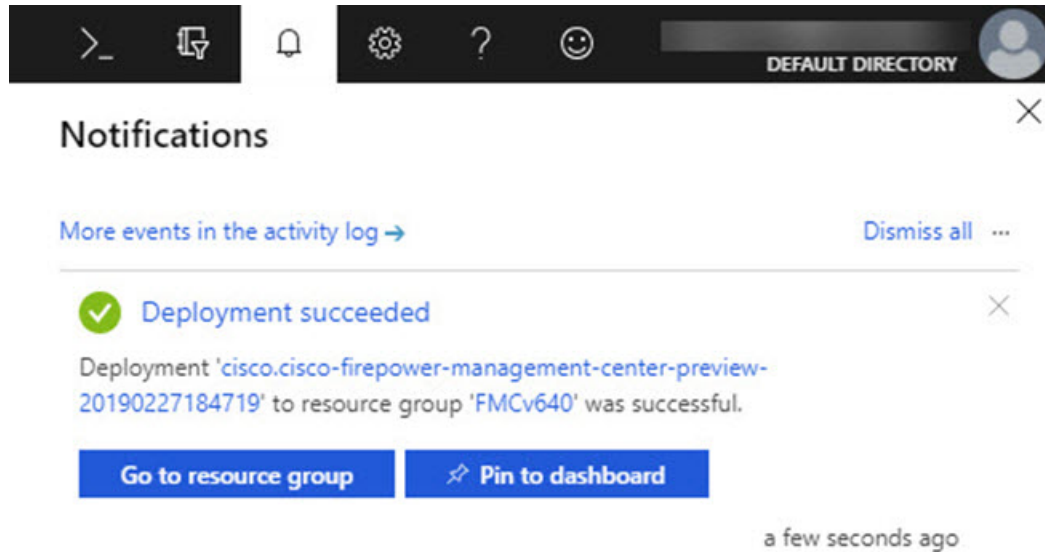 DEFAULT DIRECTORY
Notifications
More events in the activity log →
Dismiss all ...
Deployment succeeded
Deployment 'cisco.cisco-firepower-management-center-preview-
20190227184719' to resource group 'FMCv640' was successful.
Go to resource group
Pin to dashboard
a few seconds ago